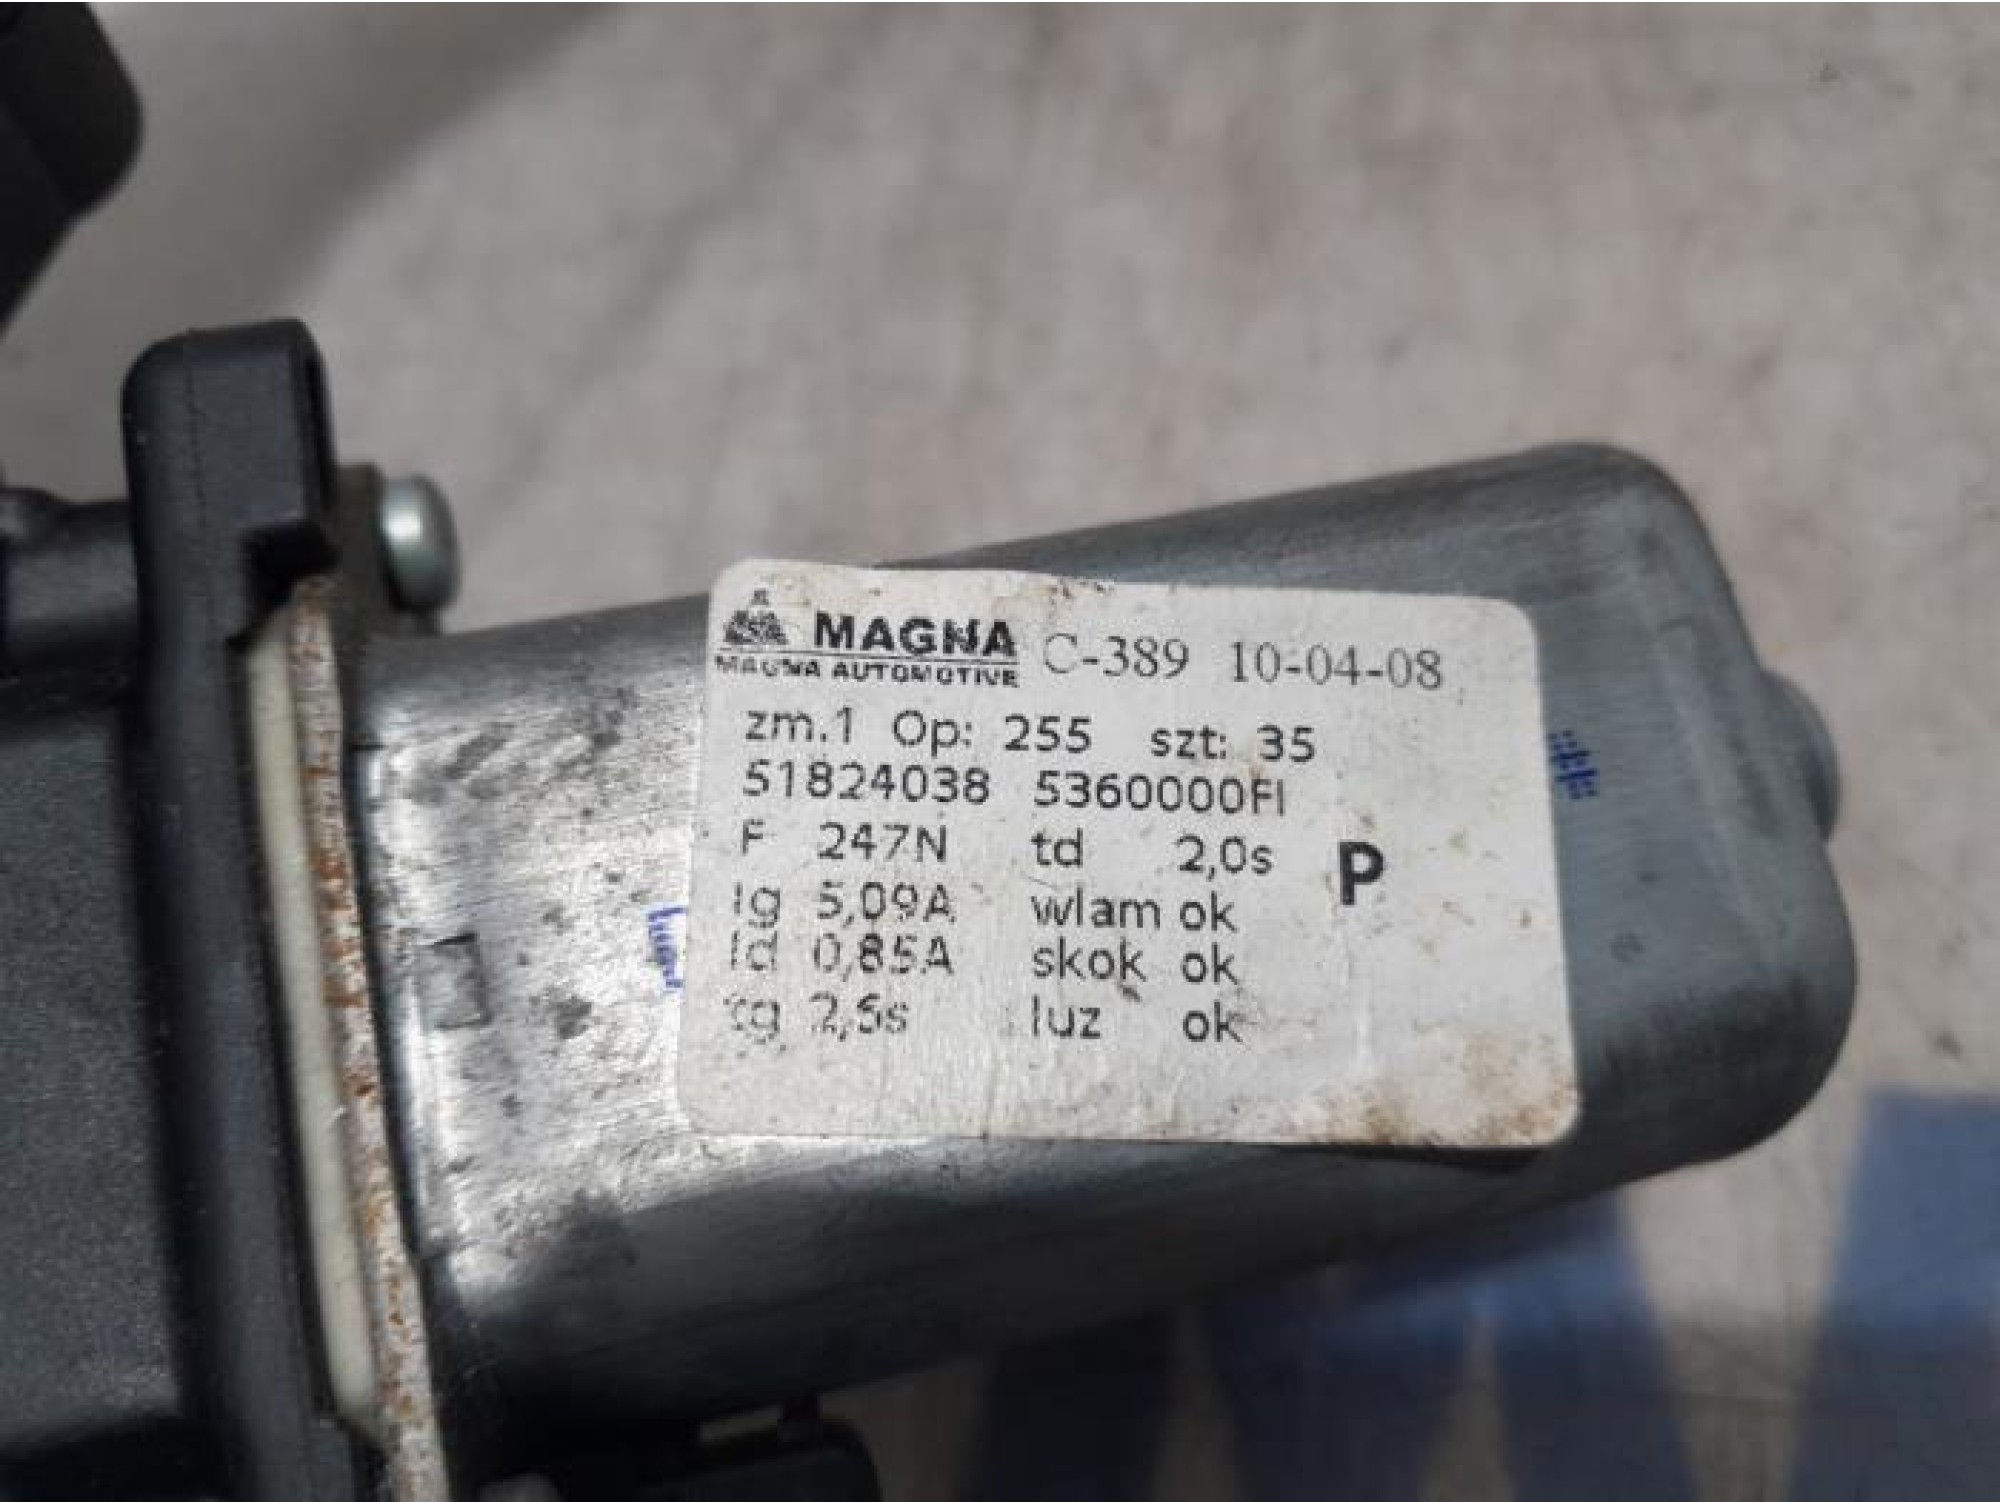 MAGNA C-389 10-04-08
MAGNA AUTOMOTIVE
zm.1 Op: 255 szt: 35
51824038 5360000FI
F 247N td 2,0s P
Ig 5,09A wlam ok
Id 0,85A skok ok
tg 2,5s luz ok